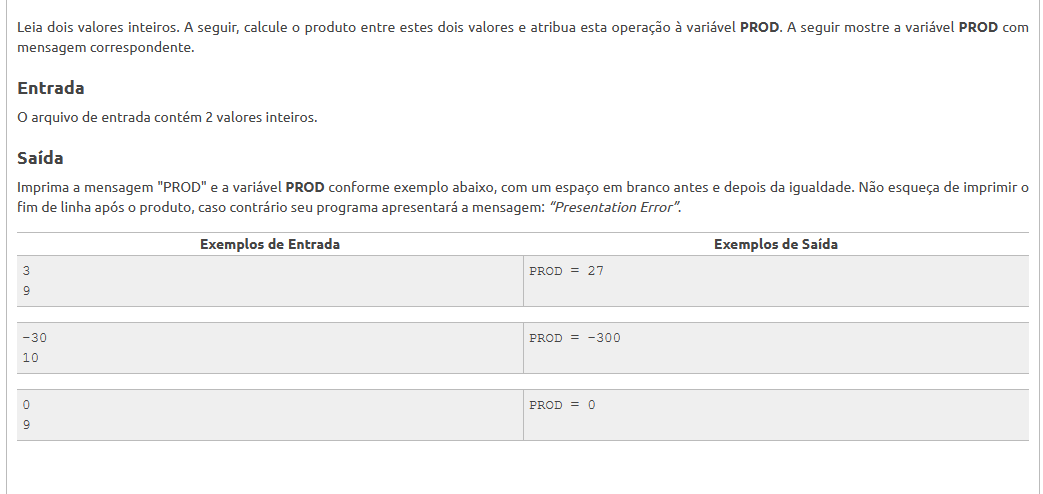 Leia dois valores inteiros. A seguir, calcule o produto entre estes dois valores e atribua esta operação à variável PROD. A seguir mostre a variável PROD com
mensagem correspondente.
Entrada
O arquivo de entrada contém 2 valores inteiros.
Saída
Imprima a mensagem "PROD" e a variável PROD conforme exemplo abaixo, com um espaço em branco antes e depois da igualdade. Não esqueça de imprimir o
fim de linha após o produto, caso contrário seu programa apresentará a mensagem: “Presentation Error”.
Exemplos de Entrada Exemplos de Saída
3 PROD = 27
9
-30 PROD = -300
10
0 PROD = 0
9